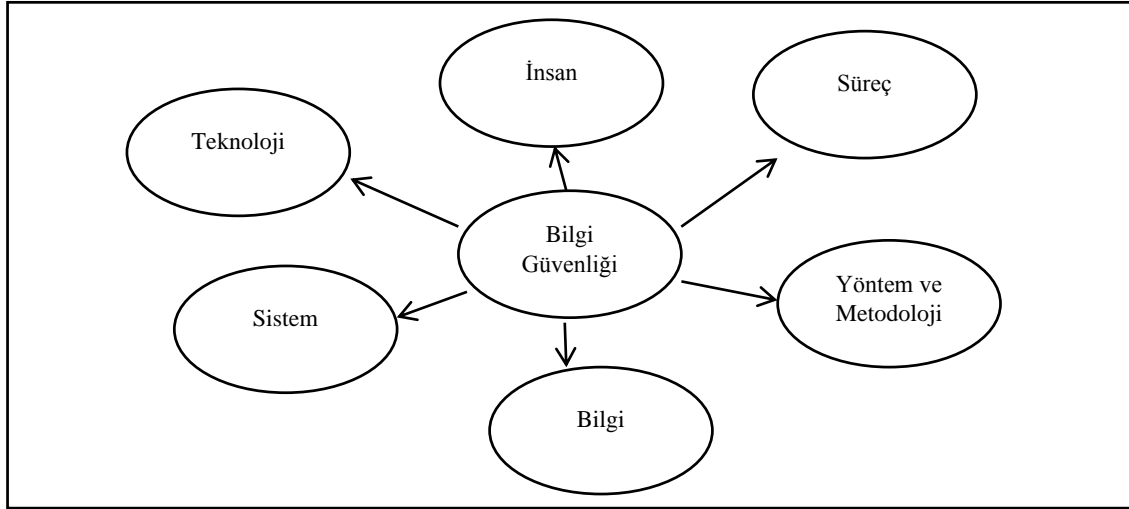 İnsan
Süreç
Teknoloji
Bilgi
Güvenliği
Yöntem ve
Metodoloji
Sistem
Bilgi